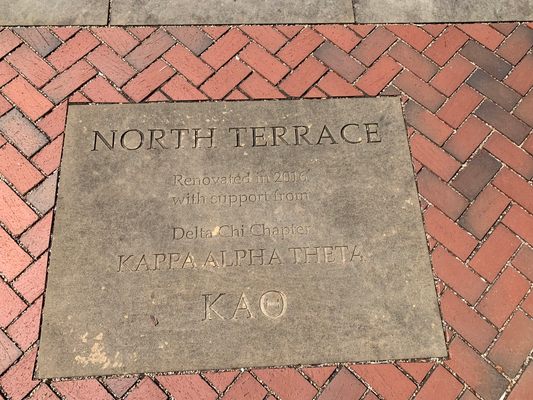 NORTH TERRACE
Renovated in 2016
with support from
Delta Chi Chapter
KAPPA ALPHA THETA
ΚΑΘ